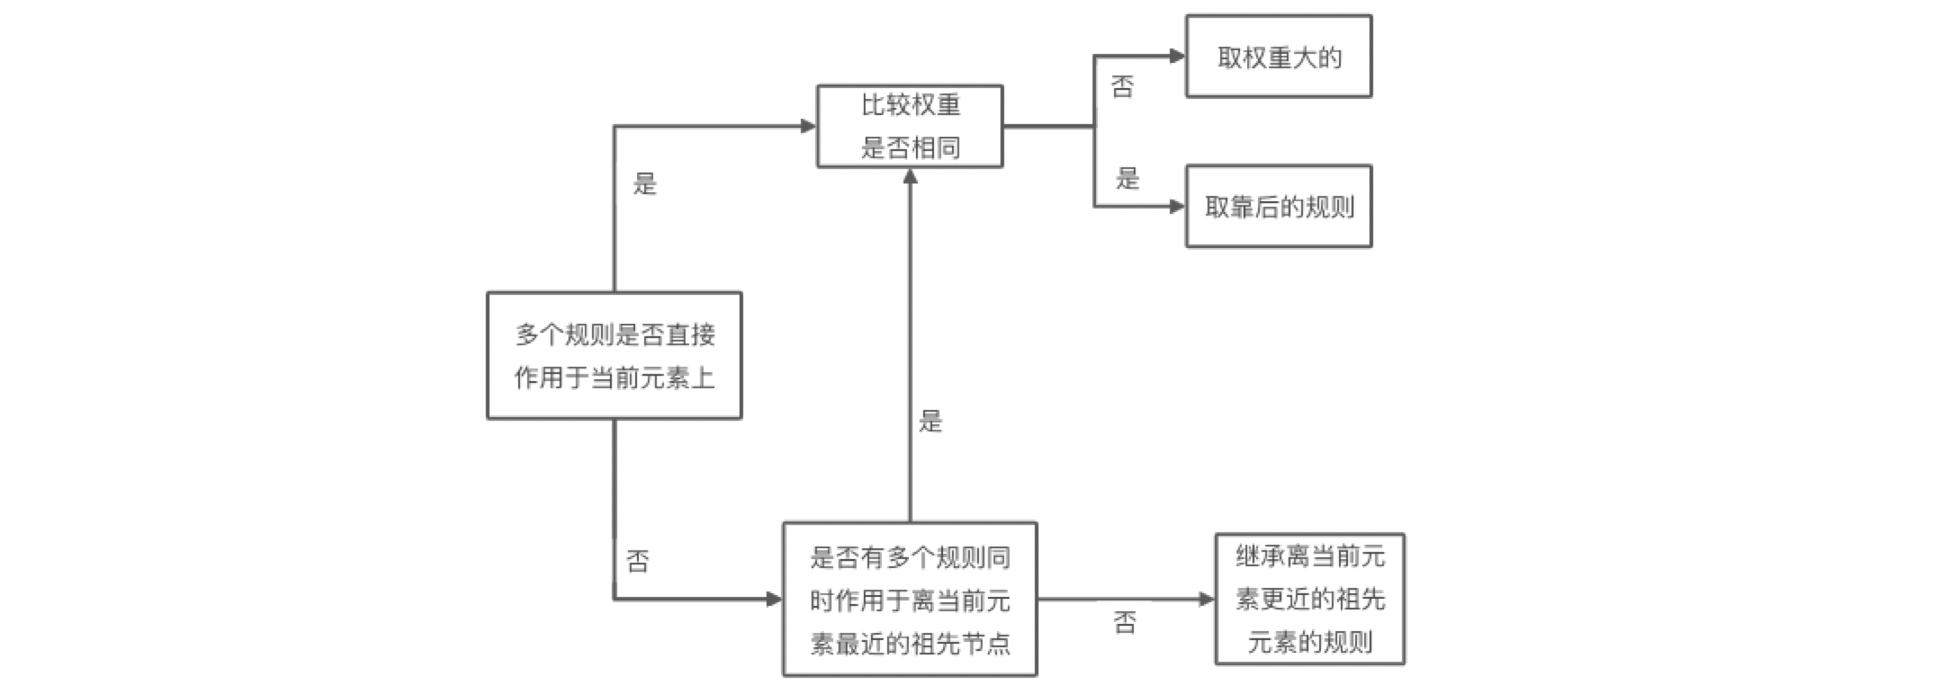 取权重大的
否
比较权重
是否相同
是
取靠后的规则
是
多个规则是否直接
作用于当前元素上
是
否
是否有多个规则同
时作用于离当前元
素最近的祖先节点
否
继承离当前元
素更近的祖先
元素的规则